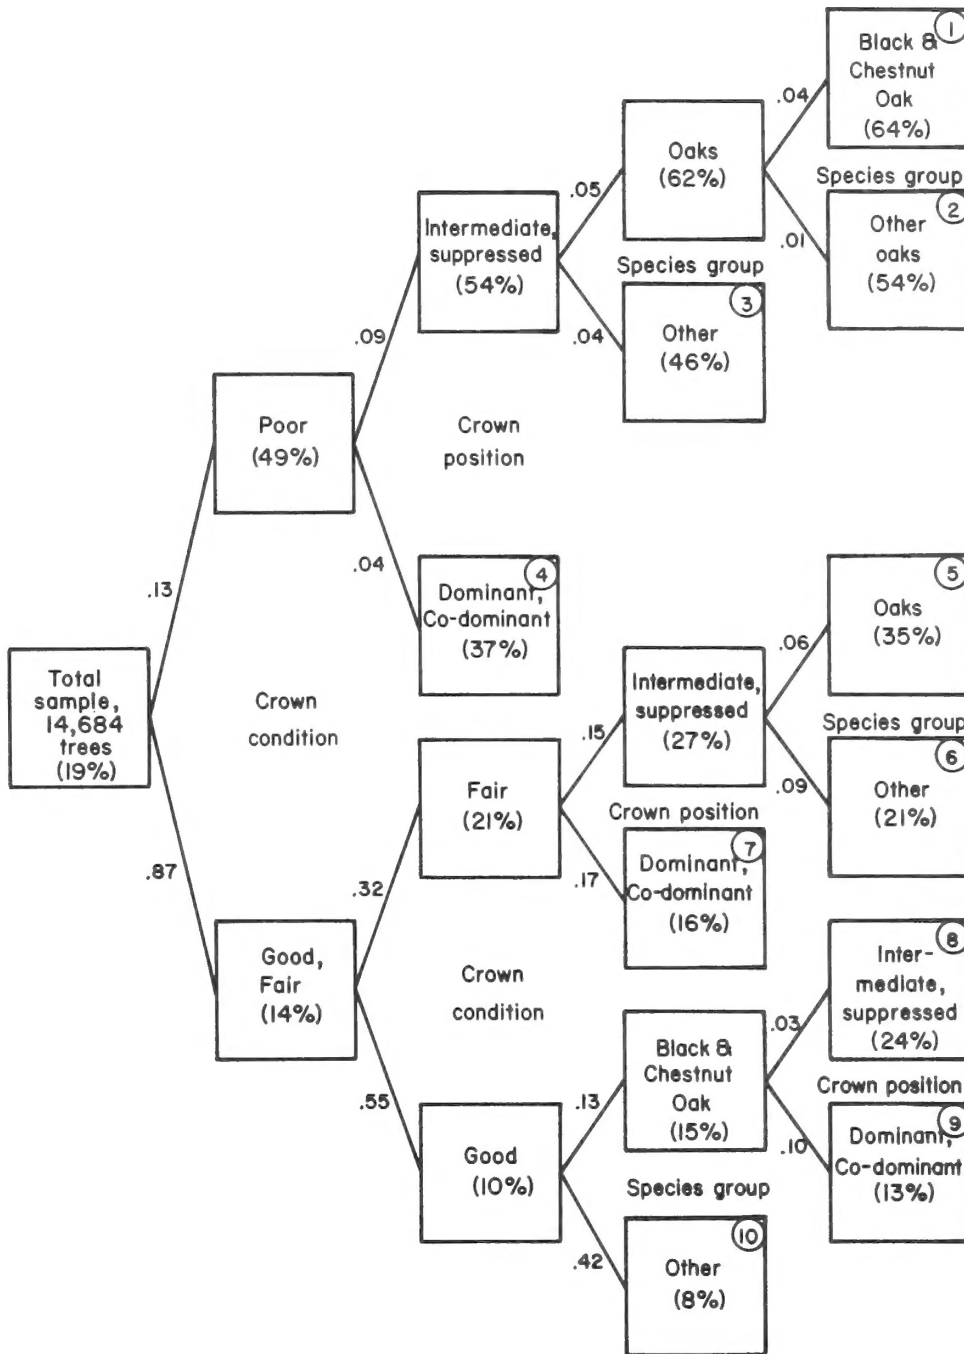 1
Black &
Chestnut
Oak
(64%)
.04
Oaks
(62%)
Species group
2
.05
.01
Other
oaks
(54%)
Intermediate,
suppressed
(54%)
Species group
3
.09
.04
Other
(46%)
Poor
(49%)
Crown
position
.13
.04
4
Dominant,
Co-dominant
(37%)
5
Oaks
(35%)
.06
Total
sample,
14,684
trees
(19%)
Crown
condition
Intermediate,
suppressed
(27%)
.15
Species group
6
.09
Other
(21%)
Fair
(21%)
Crown position
7
.87
.32
.17
Dominant,
Co-dominant
(16%)
8
Inter-
mediate,
suppressed
(24%)
Good,
Fair
(14%)
Crown
condition
.03
Black &
Chestnut
Oak
(15%)
Crown position
.55
.13
.10
9
Dominant,
Co-dominant
(13%)
Good
(10%)
Species group
10
.42
Other
(8%)